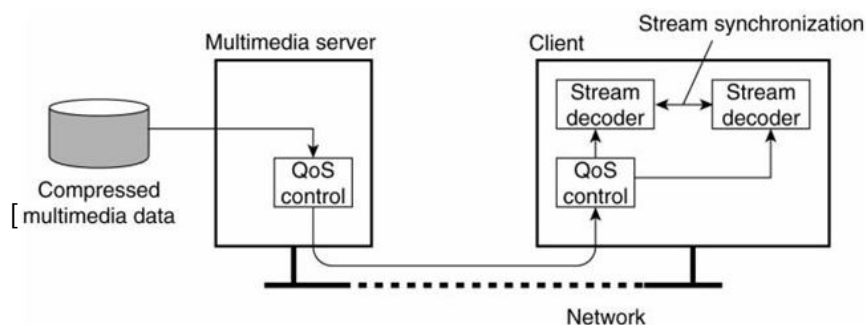 Stream synchronization
Multimedia server
Client
Stream
decoder
Stream
decoder
QoS
control
QoS
control
Compressed
[ multimedia data
Network